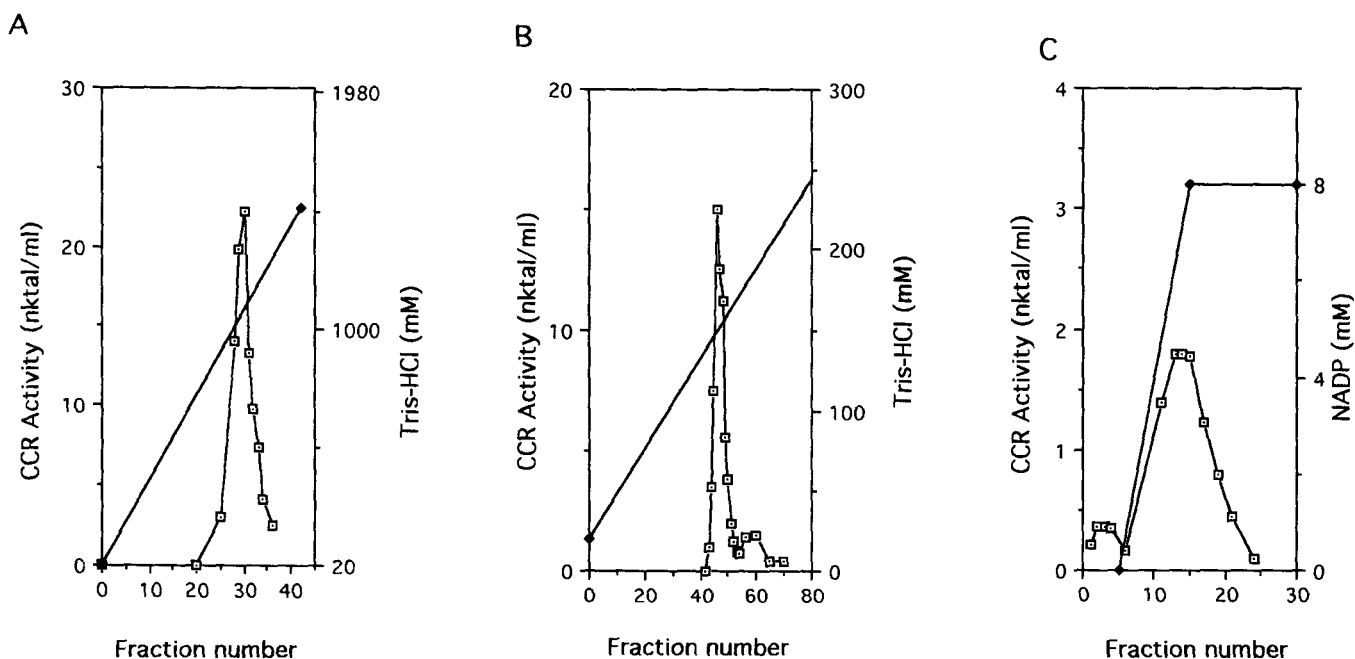 A
30
20
10
0
CCR Activity (nktal/ml)
1980
1000
20
Tris-HCl (mM)
0 10 20 30 40
Fraction number
B
20
10
0
CCR Activity (nktal/ml)
300
200
100
0
Tris-HCl (mM)
0 20 40 60 80
Fraction number
C
4
3
2
1
0
CCR Activity (nktal/ml)
8
4
0
NADP (mM)
0 10 20 30
Fraction number